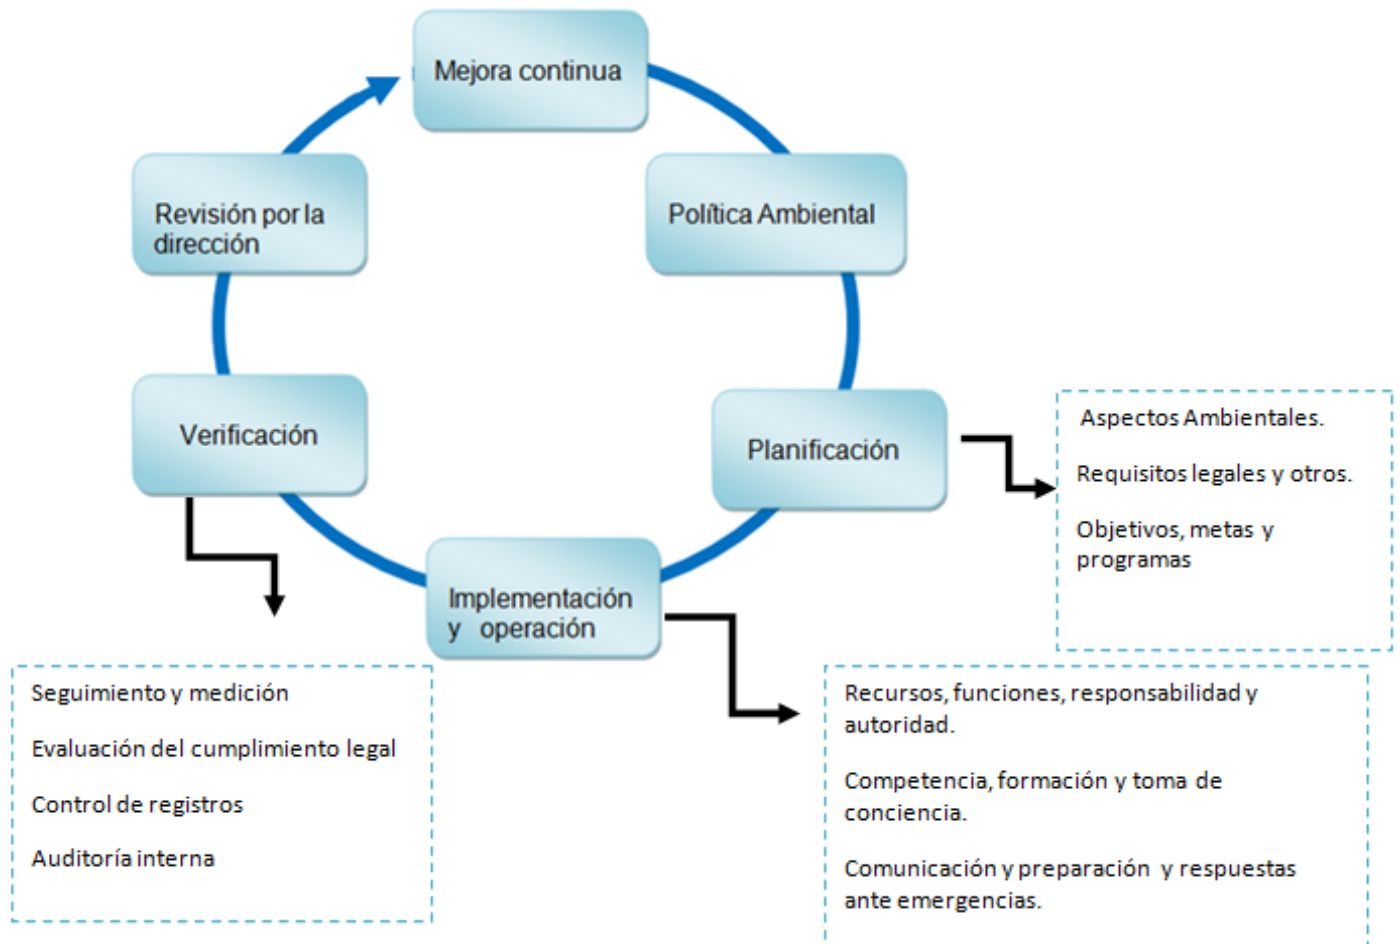 Mejora continua
Política Ambiental
Planificación
Aspectos Ambientales.
Requisitos legales y otros.
Objetivos, metas y
programas
Implementación
y operación
Recursos, funciones, responsabilidad y
autoridad.
Competencia, formación y toma de
conciencia.
Comunicación y preparación y respuestas
ante emergencias.
Verificación
Seguimiento y medición
Evaluación del cumplimiento legal
Control de registros
Auditoría interna
Revisión por la
dirección